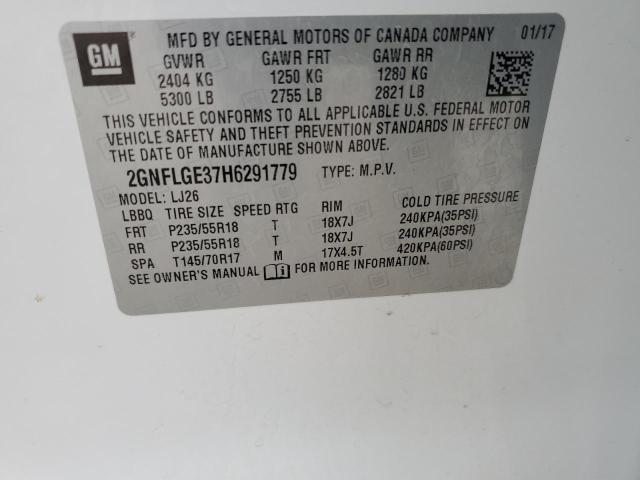 GM
MFD BY GENERAL MOTORS OF CANADA COMPANY 01/17
GVWR GAWR FRT GAWR RR
2404 KG 1250 KG 1280 KG
5300 LB 2755 LB 2821 LB
THIS VEHICLE CONFORMS TO ALL APPLICABLE U.S. FEDERAL MOTOR
VEHICLE SAFETY AND THEFT PREVENTION STANDARDS IN EFFECT ON
THE DATE OF MANUFACTURE SHOWN ABOVE.
2GNFLGE37H6291779 TYPE: M.P.V.
MODEL: LJ26
LBBQ TIRE SIZE SPEED RTG RIM COLD TIRE PRESSURE
FRT P235/55R18 T 18X7J 240KPA(35PSI)
RR P235/55R18 T 18X7J 240KPA(35PSI)
SPA T145/70R17 M 17X4.5T 420KPA(60PSI)
SEE OWNER'S MANUAL FOR MORE INFORMATION.